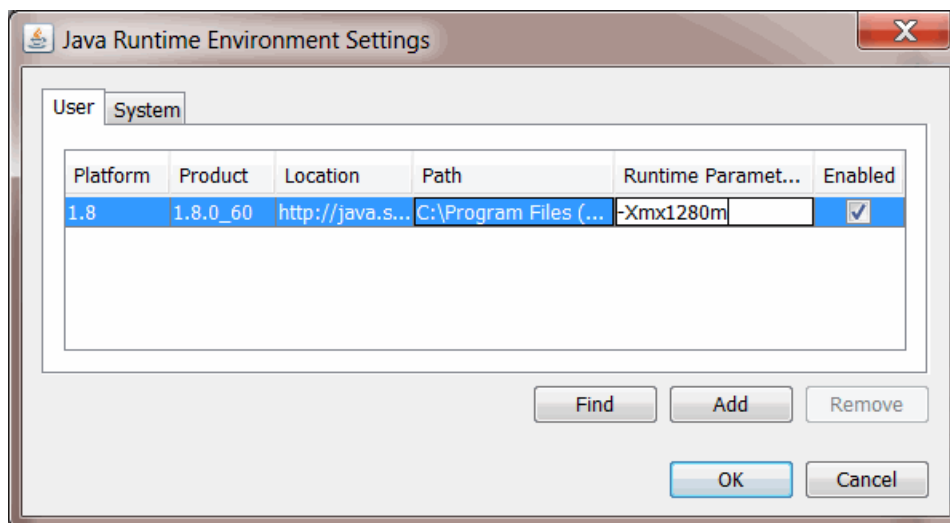 Java Runtime Environment Settings
User System
Platform Product Location Path Runtime Paramet... Enabled
1.8 1.8.0_60 http://java.s... C:\Program Files (... -Xmx1280m
Find Add Remove
OK Cancel